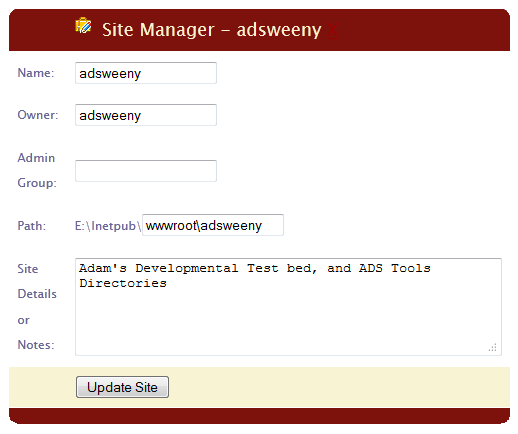 Site Manager – adsweeny
Name: adsweeny
Owner: adsweeny
Admin
Group:
Path: E:\Inetpub\ wwwroot\adsweeny
Site
Details
or
Notes:
Adam's Developmental Test bed, and ADS Tools
Directories
Update Site